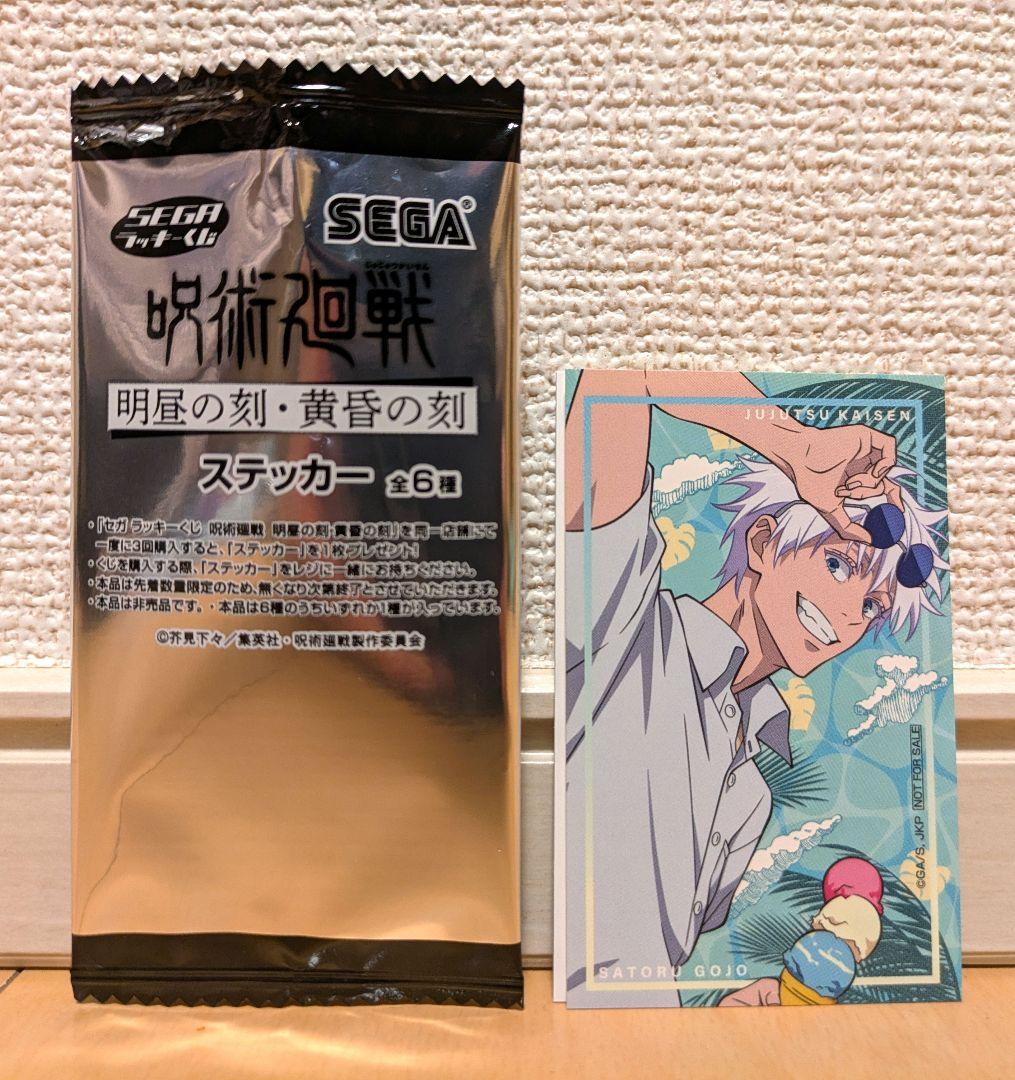 SEGA
ラッキーくじ
SEGA®
じゅじゅつかいせん
呪術廻戦
明昼の刻・黄昏の刻
ステッカー 全6種
・『セガ ラッキーくじ 呪術廻戦 明昼の刻・黄昏の刻』を同一店舗にて
一度に3回購入すると、「ステッカー」を1枚プレゼント!
・くじを購入する際、「ステッカー」をレジに一緒にお持ちください。
・本品は先着数量限定のため、無くなり次第終了とさせていただきます。
・本品は非売品です。・本品は6種のうちいずれか1種が入っています。
©芥見下々/集英社・呪術廻戦製作委員会
JUJUTSU KAISEN
©GA/S, JKP NOT FOR SALE
SATORU GOJO